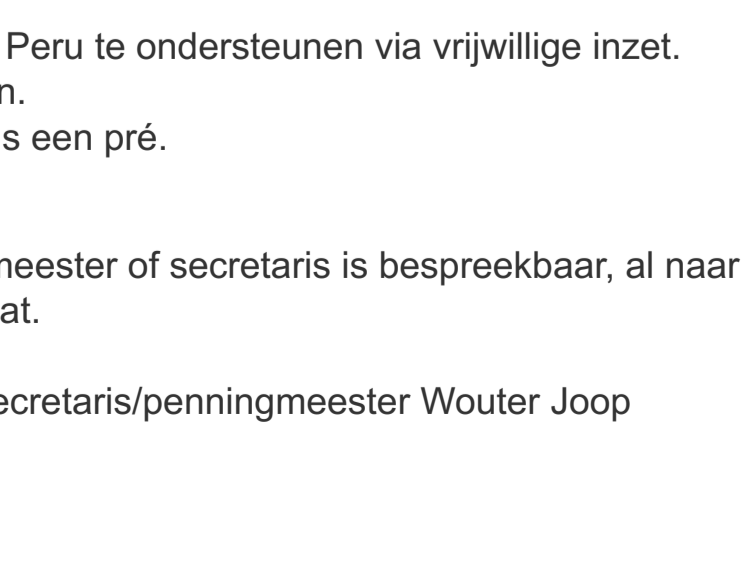 Peru te ondersteunen via vrijwillige inzet.
n.
s een pré.
meester of secretaris is bespreekbaar, al naar
at.
ecretaris/penningmeester Wouter Joop